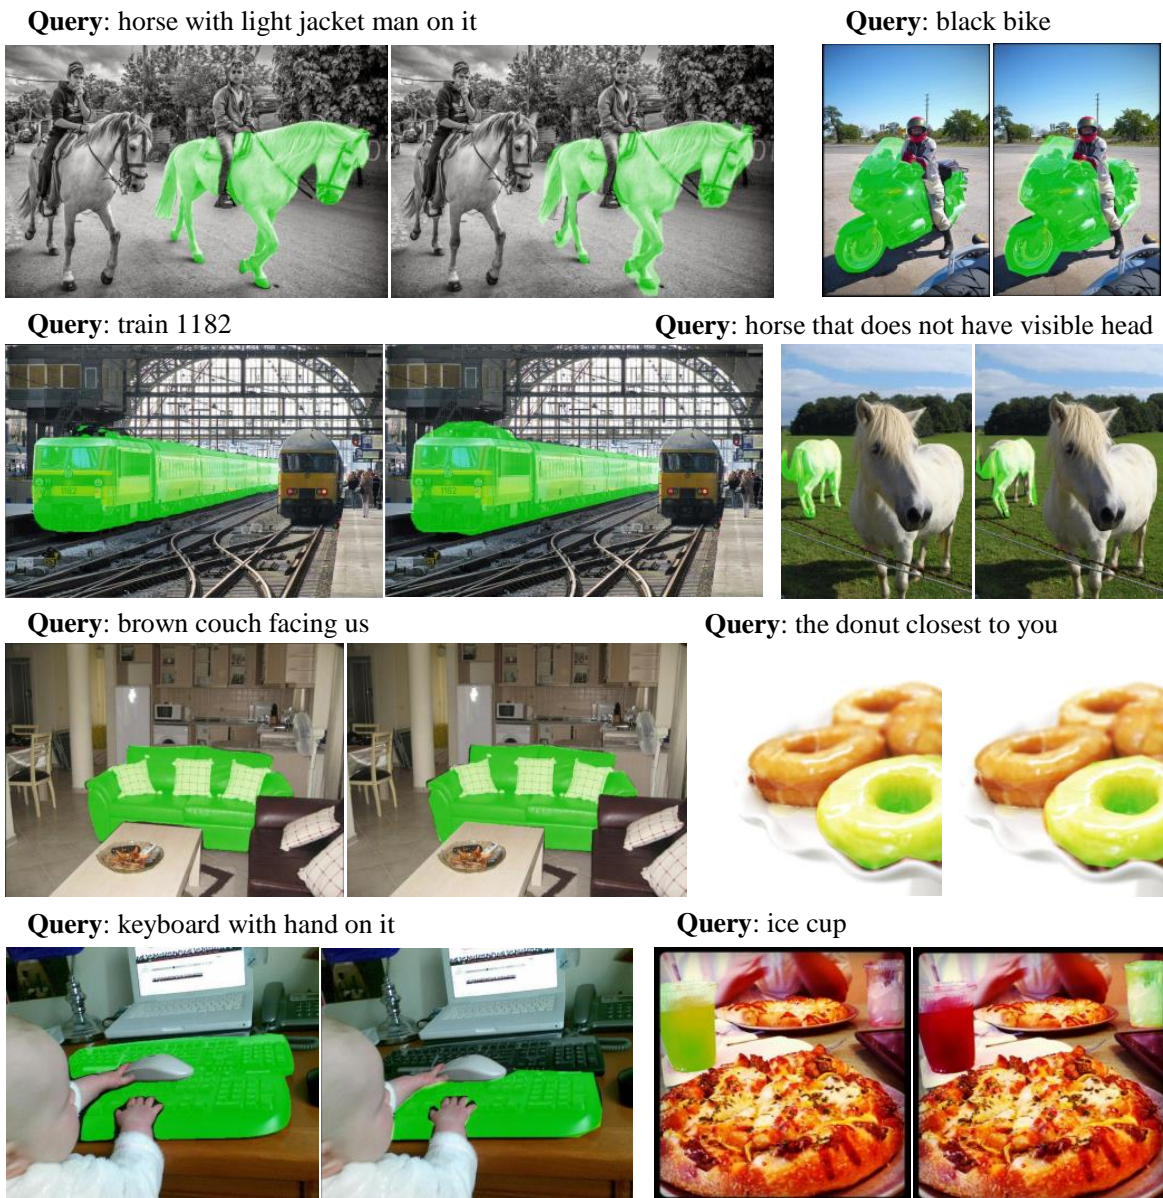 Query: horse with light jacket man on it
Query: black bike
Query: train 1182
Query: horse that does not have visible head
1182
1182
Query: brown couch facing us
Query: the donut closest to you
Query: keyboard with hand on it
Query: ice cup